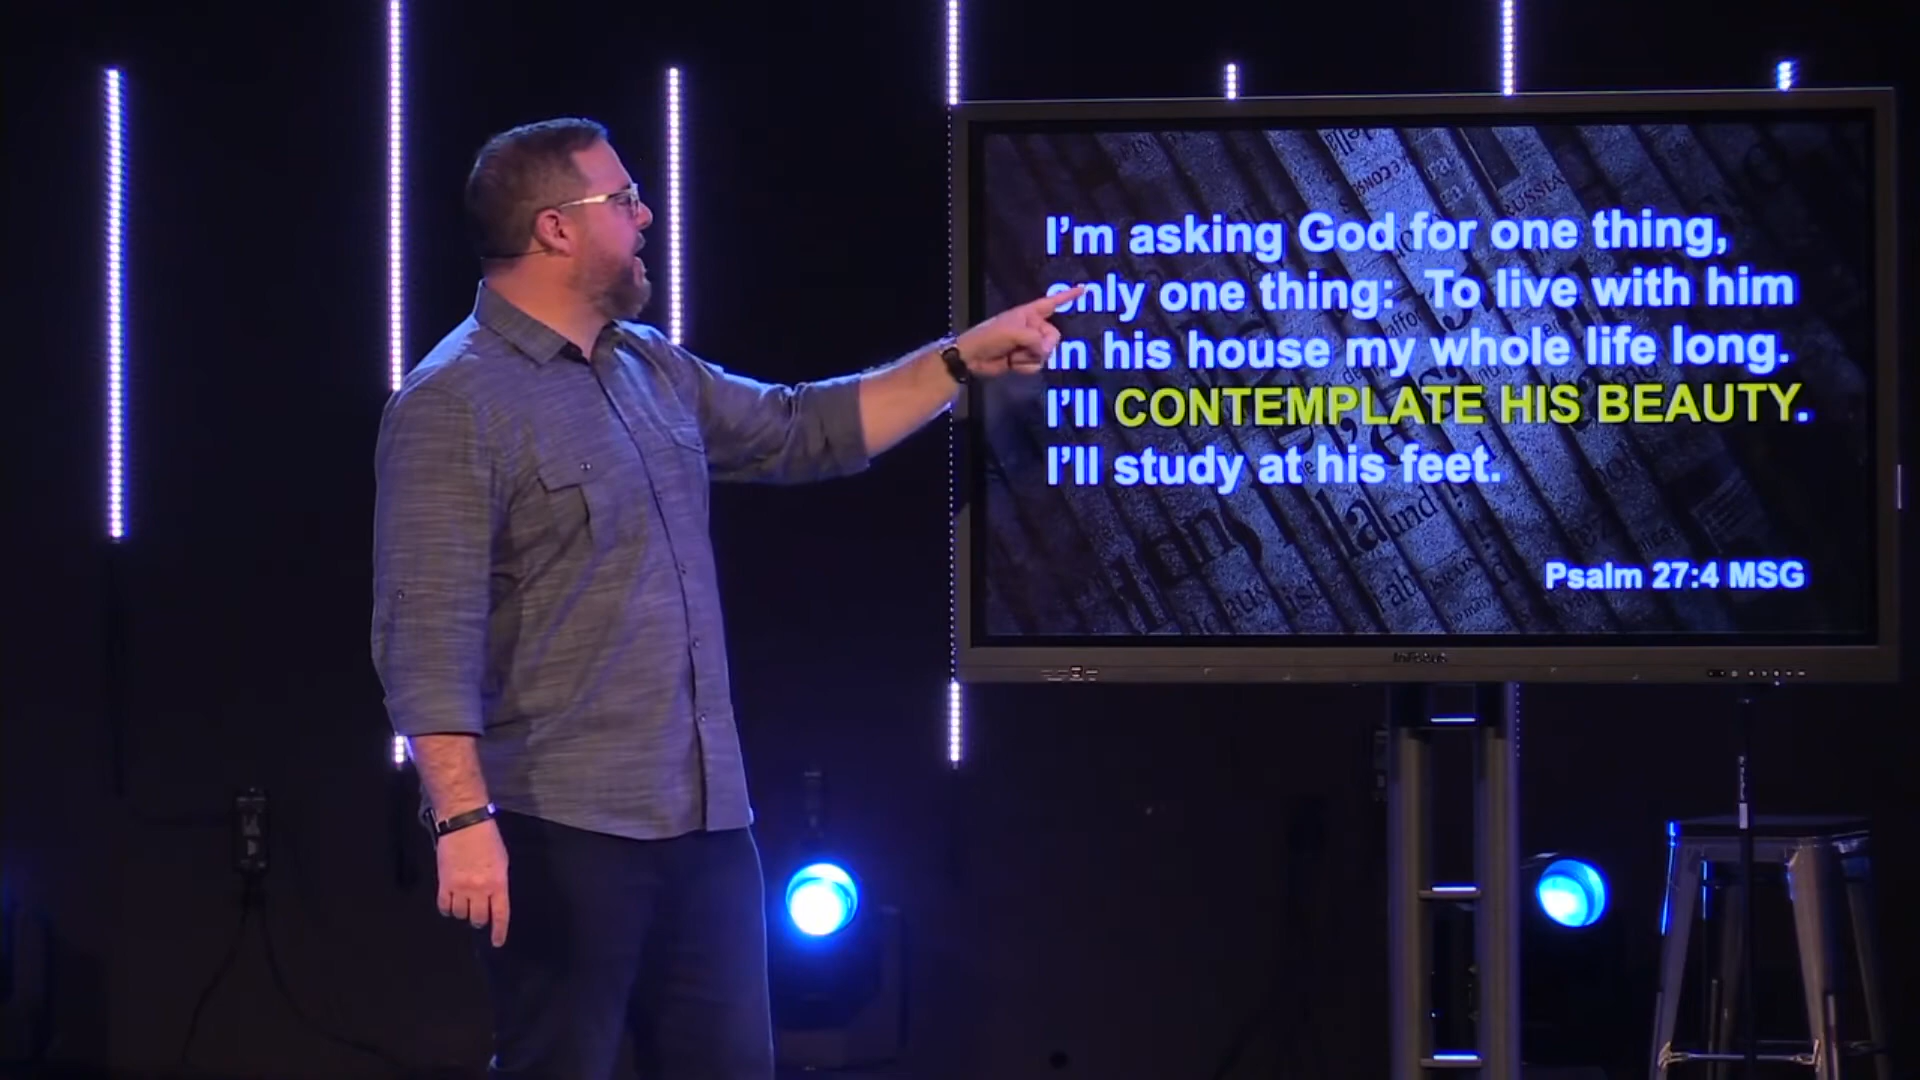 I'm asking God for one thing,
only one thing: To live with him
in his house my whole life long.
I'll CONTEMPLATE HIS BEAUTY.
I'll study at his feet.
Psalm 27:4 MSG
InFocus